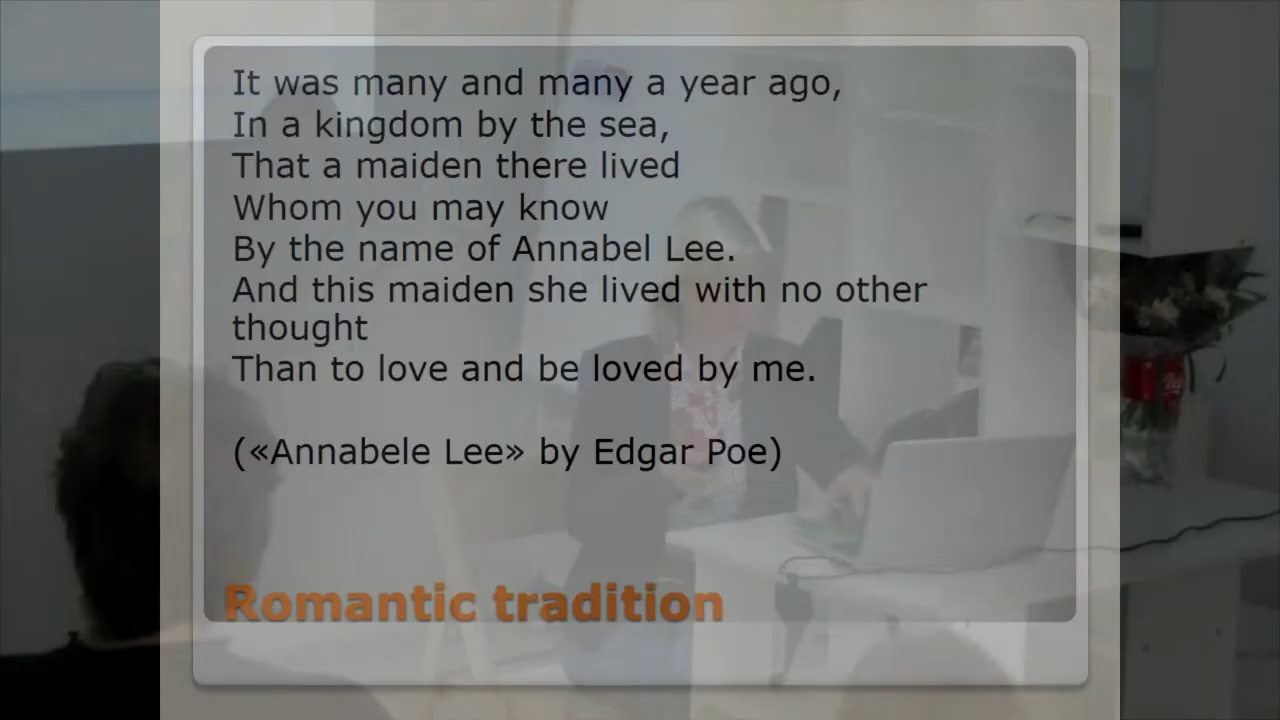 It was many and many a year ago,
In a kingdom by the sea,
That a maiden there lived
Whom you may know
By the name of Annabel Lee.
And this maiden she lived with no other
thought
Than to love and be loved by me.
(«Annabele Lee» by Edgar Poe)
Romantic tradition